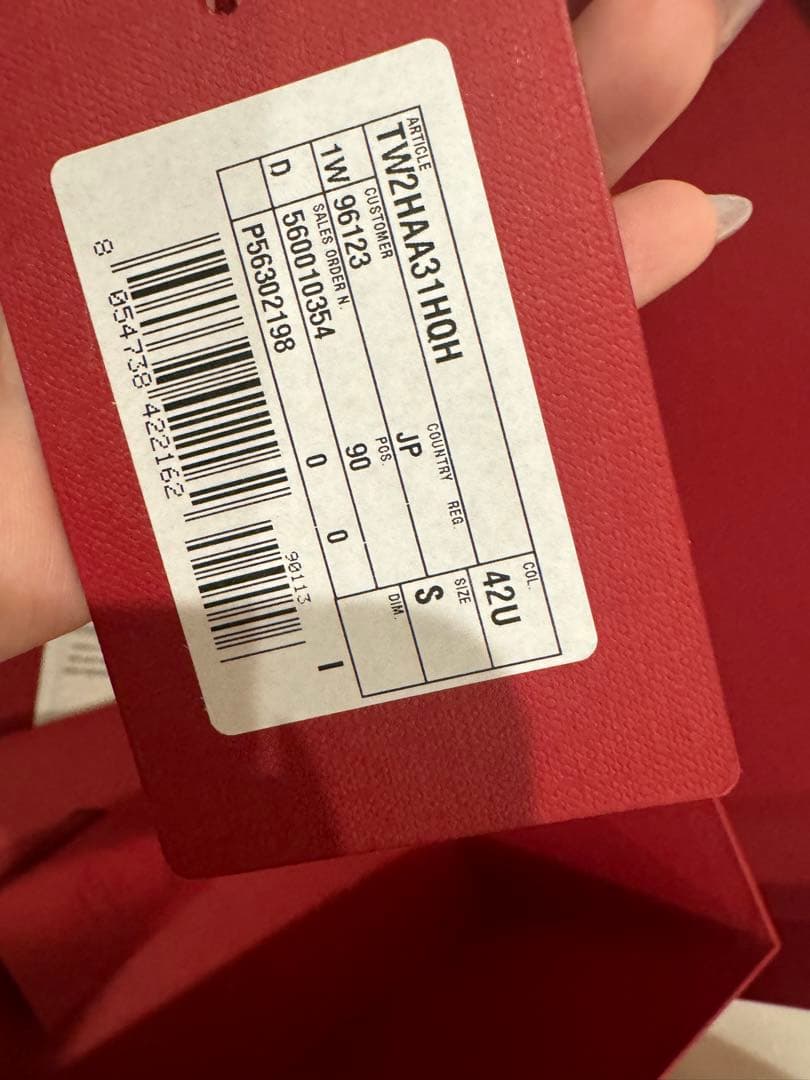 ARTICLE COL.
TW2HAA31HQH 42U
CUSTOMER COUNTRY REG. SIZE
1W 96123 JP S
SALES ORDER N. POS. DIM.
D 560010354 90
P56302198 0 0 I
8 054738 422162 90113